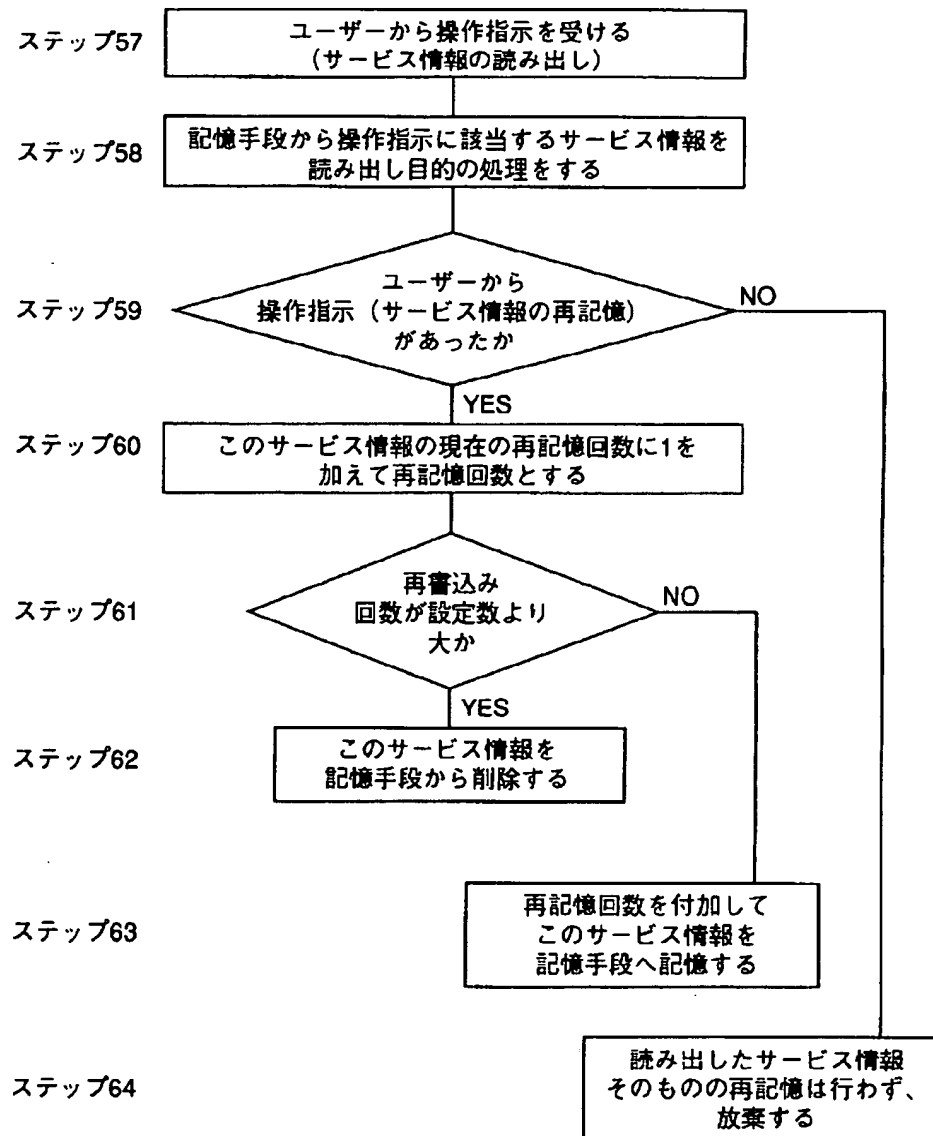 ステップ57
ユーザーから操作指示を受ける
（サービス情報の読み出し）
ステップ58
記憶手段から操作指示に該当するサービス情報を
読み出し目的の処理をする
ステップ59
ユーザーから
操作指示（サービス情報の再記憶）
があったか
NO
YES
ステップ60
このサービス情報の現在の再記憶回数に1を
加えて再記憶回数とする
ステップ61
再書込み
回数が設定数より
大か
NO
YES
ステップ62
このサービス情報を
記憶手段から削除する
ステップ63
再記憶回数を付加して
このサービス情報を
記憶手段へ記憶する
ステップ64
読み出したサービス情報
そのものの再記憶は行わず、
放棄する